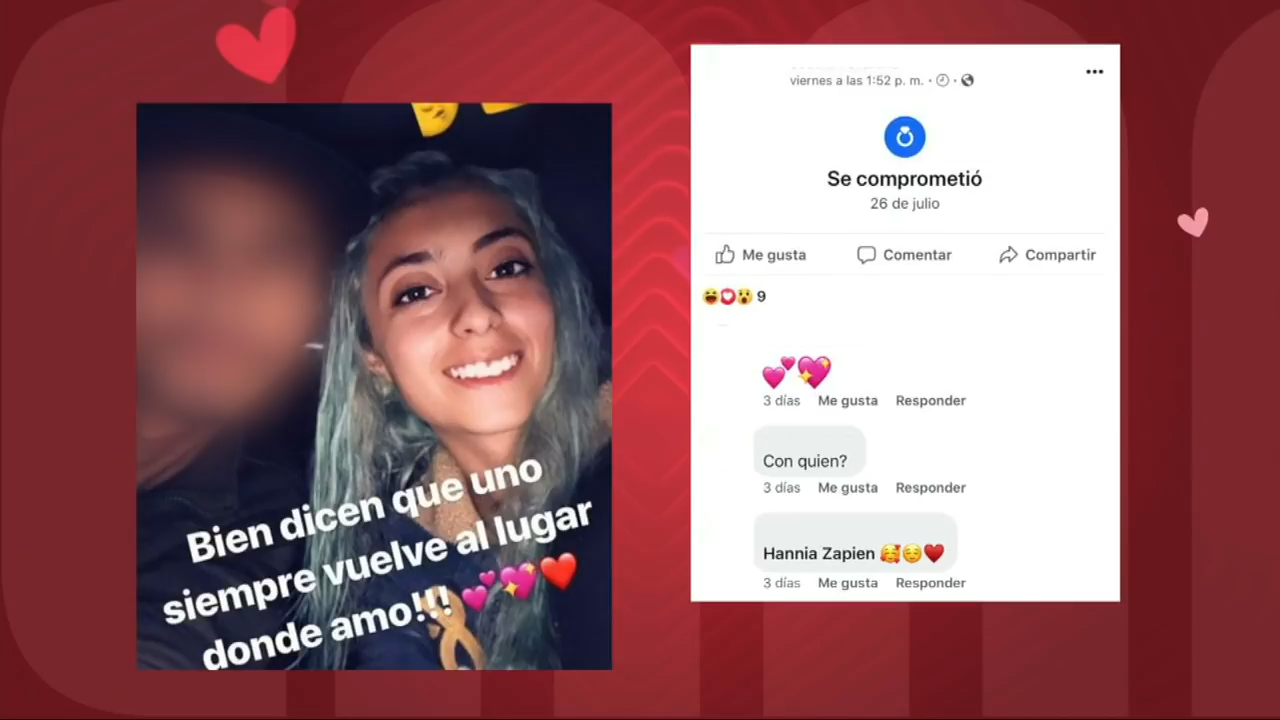 Bien dicen que uno
siempre vuelve al lugar
donde amo!!! 💕💖❤️
viernes a las 1:52 p. m.
Se comprometió
26 de julio
Me gusta Comentar Compartir
9
💕💖
3 días Me gusta Responder
Con quien?
3 días Me gusta Responder
Hannia Zapien 🥰☺️♥️
3 días Me gusta Responder